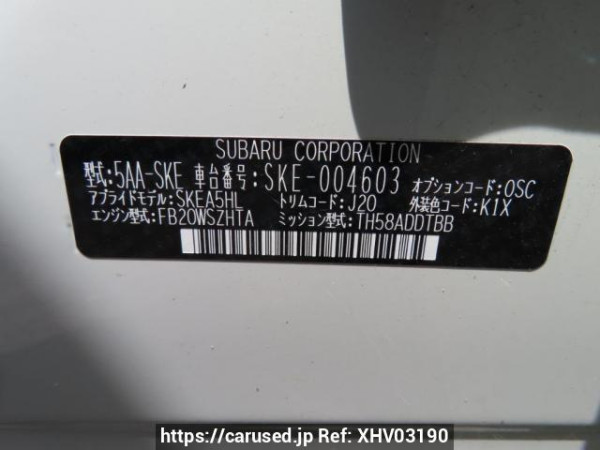 SUBARU CORPORATION
型式:5AA-SKE 車台番号:SKE-004603 オプションコード:OSC
アプライドモデル:SKEA5HL トリムコード:J20 外装色コード:K1X
エンジン型式:FB20WSZHTA ミッション型式:TH58ADDTBB
https://carused.jp Ref: XHV03190